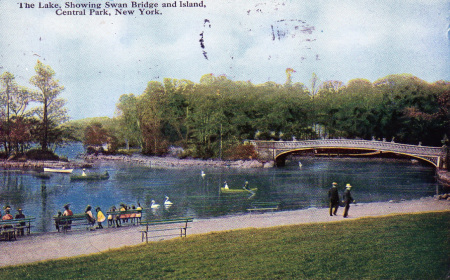 The Lake, Showing Swan Bridge and Island,
Central Park, New York.